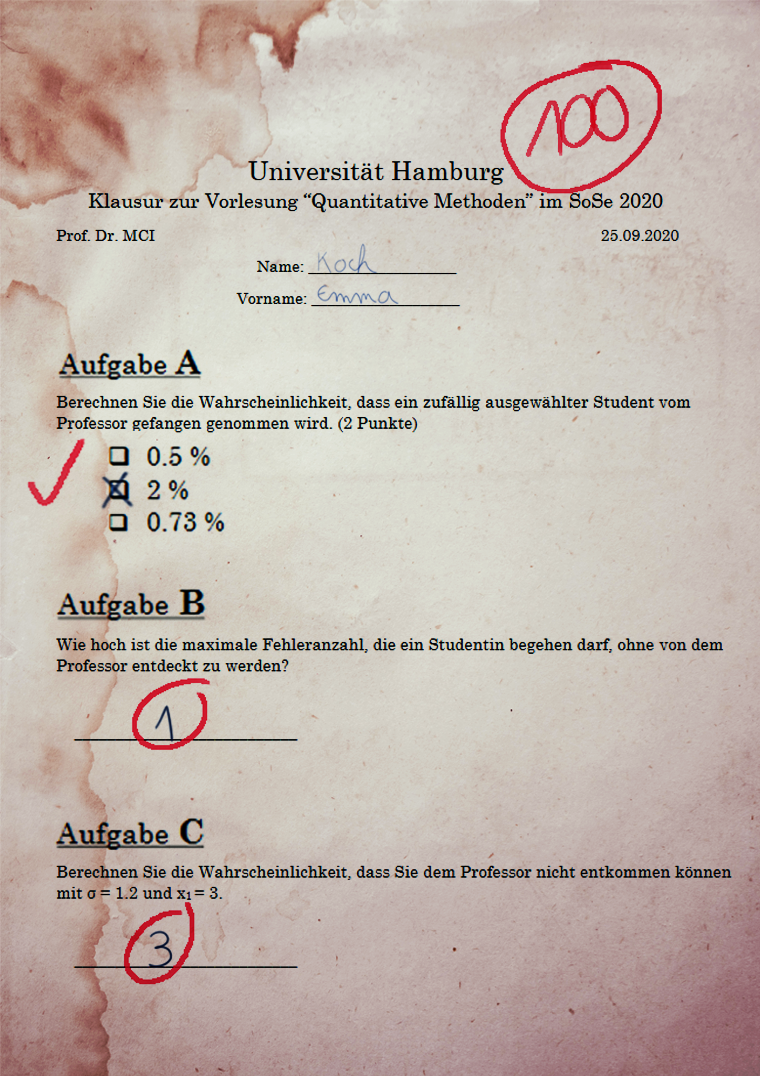 100
Universität Hamburg
Klausur zur Vorlesung “Quantitative Methoden” im SoSe 2020
Prof. Dr. MCI 25.09.2020
Name: Koch
Vorname: Emma
Aufgabe A
Berechnen Sie die Wahrscheinlichkeit, dass ein zufällig ausgewählter Student vom
Professor gefangen genommen wird. (2 Punkte)
0.5 %
2 %
0.73 %
Aufgabe B
Wie hoch ist die maximale Fehleranzahl, die ein Studentin begehen darf, ohne von dem
Professor entdeckt zu werden?
1
Aufgabe C
Berechnen Sie die Wahrscheinlichkeit, dass Sie dem Professor nicht entkommen können
mit σ = 1.2 und x₁ = 3.
3